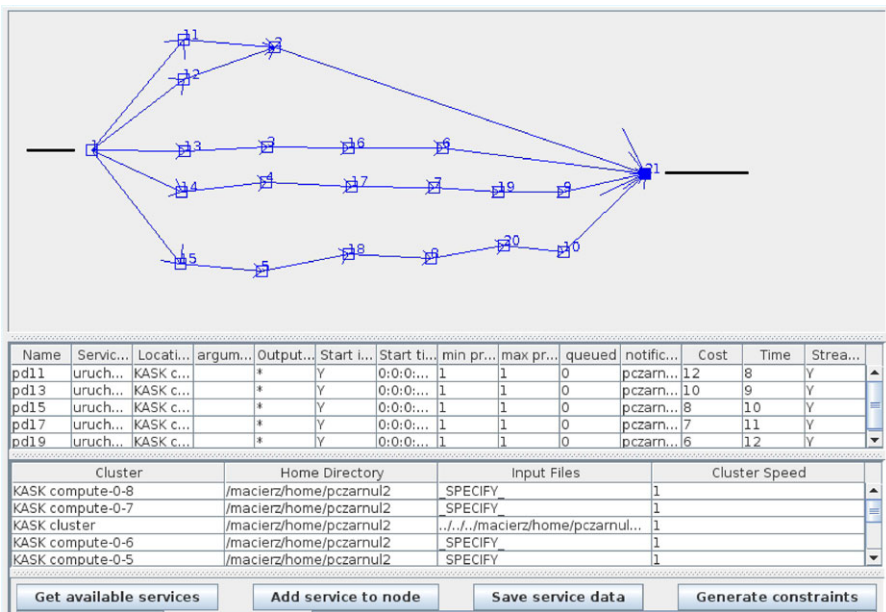 11 2
12
1 13 3 16 6
21
14 4 17 7 19 9
15 5 18 8 20 10
Name Servic... Locati... argum... Output... Start i... Start ti... min pr... max pr... queued notific... Cost Time Strea...
pd11 uruch... KASK c... * Y 0:0:0:... 1 1 0 pczarn... 12 8 Y
pd13 uruch... KASK c... * Y 0:0:0:... 1 1 0 pczarn... 10 9 Y
pd15 uruch... KASK c... * Y 0:0:0:... 1 1 0 pczarn... 8 10 Y
pd17 uruch... KASK c... * Y 0:0:0:... 1 1 0 pczarn... 7 11 Y
pd19 uruch... KASK c... * Y 0:0:0:... 1 1 0 pczarn... 6 12 Y
Cluster Home Directory Input Files Cluster Speed
KASK compute-0-8 /macierz/home/pczarnul2 _SPECIFY_ 1
KASK compute-0-7 /macierz/home/pczarnul2 _SPECIFY_ 1
KASK cluster /macierz/home/pczarnul2 ../../../macierz/home/pczarnul... 1
KASK compute-0-6 /macierz/home/pczarnul2 _SPECIFY_ 1
KASK compute-0-5 /macierz/home/pczarnul2 _SPECIFY_ 1
Get available services Add service to node Save service data Generate constraints